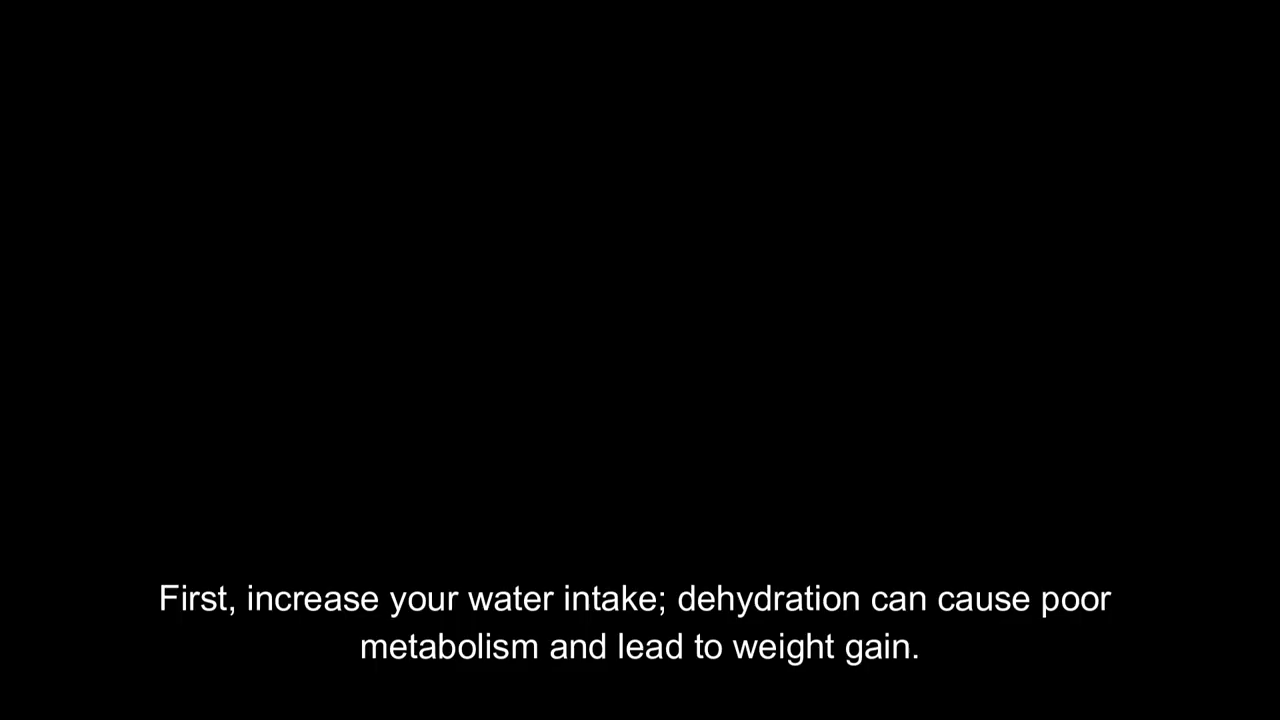 First, increase your water intake; dehydration can cause poor
metabolism and lead to weight gain.